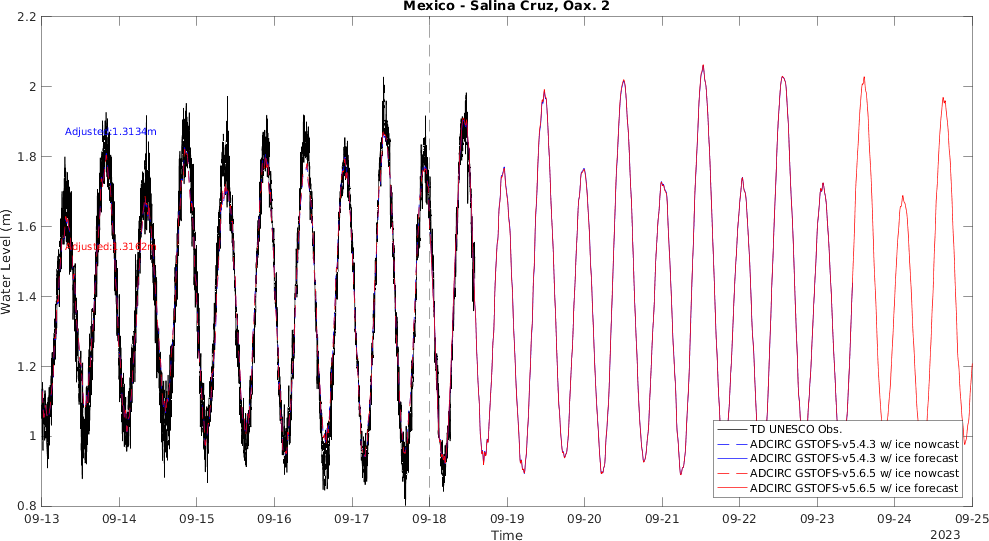 Mexico - Salina Cruz, Oax. 2
2.2
2
1.8
1.6
1.4
1.2
1
0.8
Water Level (m)
Adjusted:1.3134m
Adjusted:1.3162m
TD UNESCO Obs.
ADCIRC GSTOFS-v5.4.3 w/ ice nowcast
ADCIRC GSTOFS-v5.4.3 w/ ice forecast
ADCIRC GSTOFS-v5.6.5 w/ ice nowcast
ADCIRC GSTOFS-v5.6.5 w/ ice forecast
09-13 09-14 09-15 09-16 09-17 09-18 09-19 09-20 09-21 09-22 09-23 09-24 09-25
Time
2023